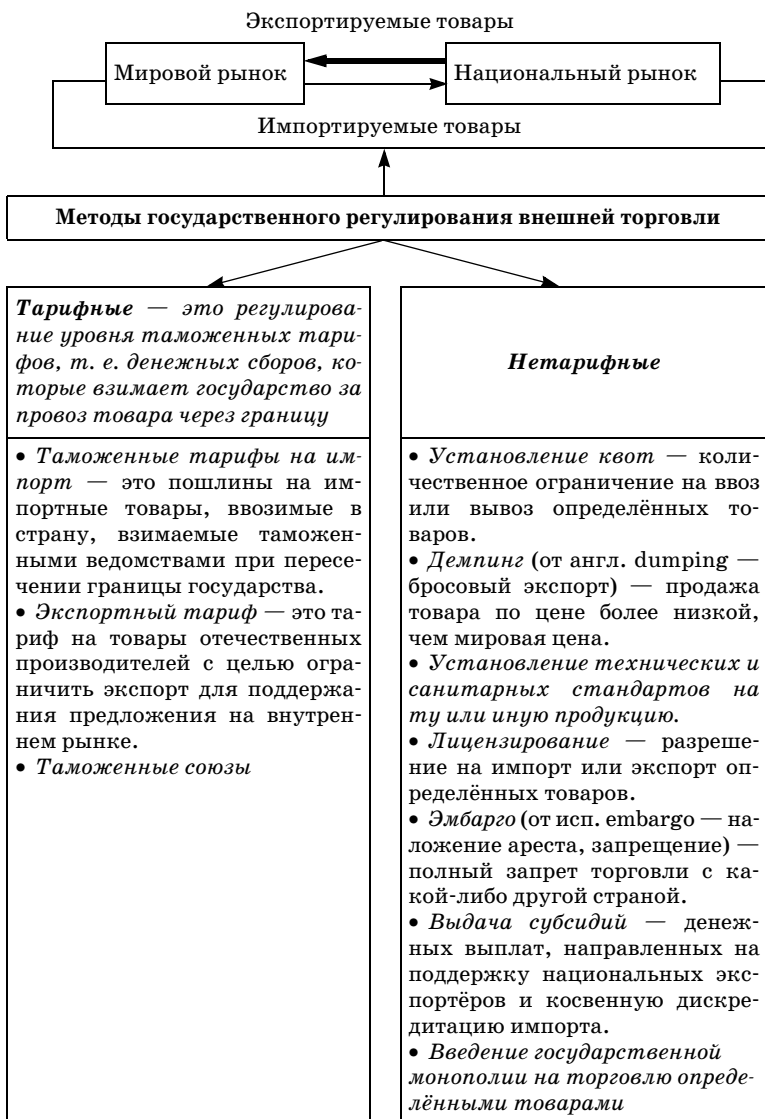 Экспортируемые товары
Мировой рынок
Национальный рынок
Импортируемые товары
Методы государственного регулирования внешней торговли
Тарифные — это регулирова-
ние уровня таможенных тари-
фов, т. е. денежных сборов, ко-
торые взимает государство за
провоз товара через границу
• Таможенные тарифы на им-
порт — это пошлины на им-
портные товары, ввозимые в
страну, взимаемые таможен-
ными ведомствами при пересе-
чении границы государства.
• Экспортный тариф — это та-
риф на товары отечественных
производителей с целью огра-
ничить экспорт для поддержа-
ния предложения на внутрен-
нем рынке.
• Таможенные союзы
Нетарифные
• Установление квот — коли-
чественное ограничение на ввоз
или вывоз определённых то-
варов.
• Демпинг (от англ. dumping —
бросовый экспорт) — продажа
товара по цене более низкой,
чем мировая цена.
• Установление технических и
санитарных стандартов на
ту или иную продукцию.
• Лицензирование — разреше-
ние на импорт или экспорт оп-
ределённых товаров.
• Эмбарго (от исп. embargo — на-
ложение ареста, запрещение) —
полный запрет торговли с ка-
кой-либо другой страной.
• Выдача субсидий — денеж-
ных выплат, направленных на
поддержку национальных экс-
портёров и косвенную дискре-
дитацию импорта.
• Введение государственной
монополии на торговлю опреде-
лёнными товарами